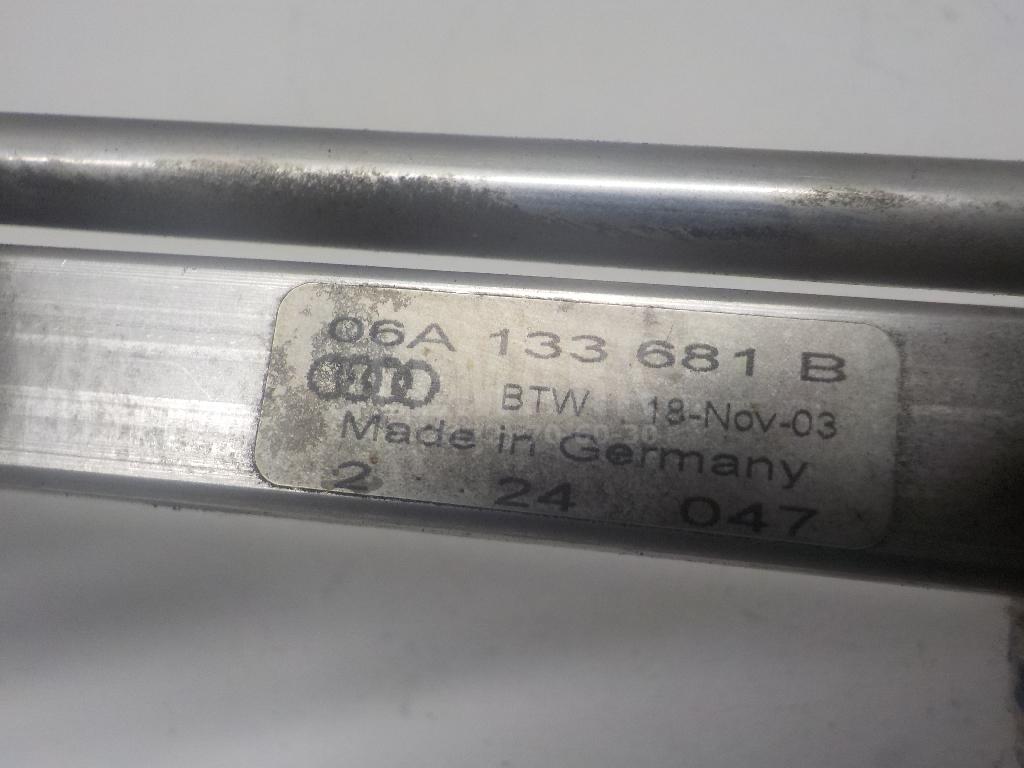 06A 133 681 B
BTW 18-Nov-03
Made in Germany
2 24 047